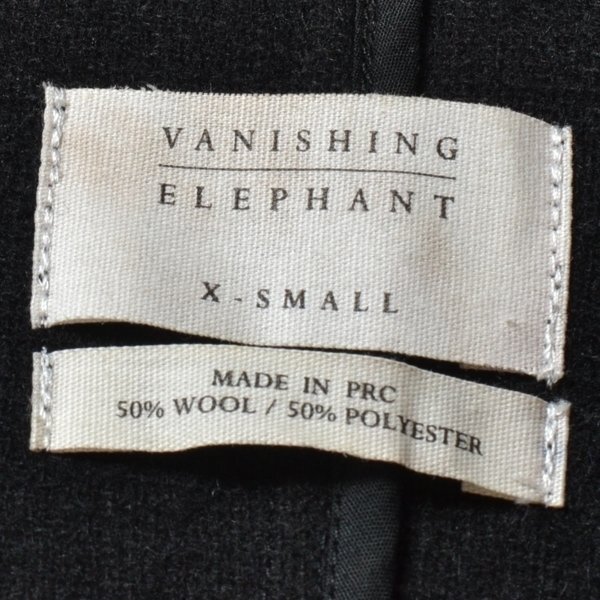 VANISHING
ELEPHANT
X-SMALL
MADE IN PRC
50% WOOL / 50% POLYESTER